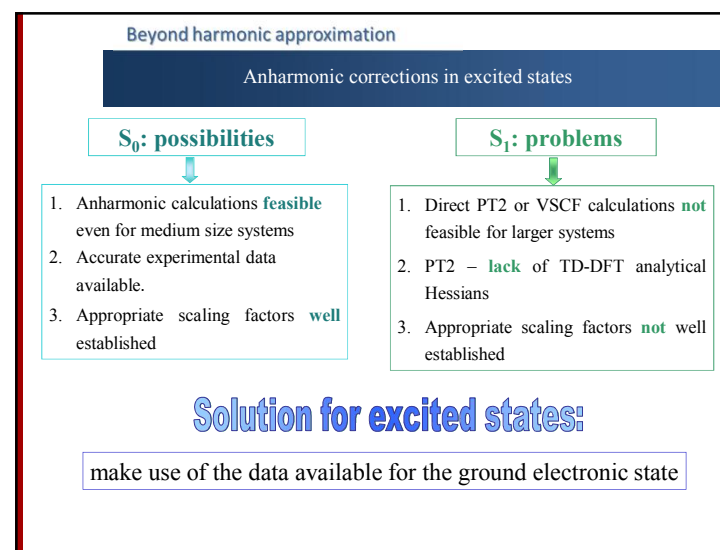 Beyond harmonic approximation
Anharmonic corrections in excited states
S₀: possibilities
1. Anharmonic calculations feasible
even for medium size systems
2. Accurate experimental data
available.
3. Appropriate scaling factors well
established
S₁: problems
1. Direct PT2 or VSCF calculations not
feasible for larger systems
2. PT2 – lack of TD-DFT analytical
Hessians
3. Appropriate scaling factors not well
established
Solution for excited states:
make use of the data available for the ground electronic state